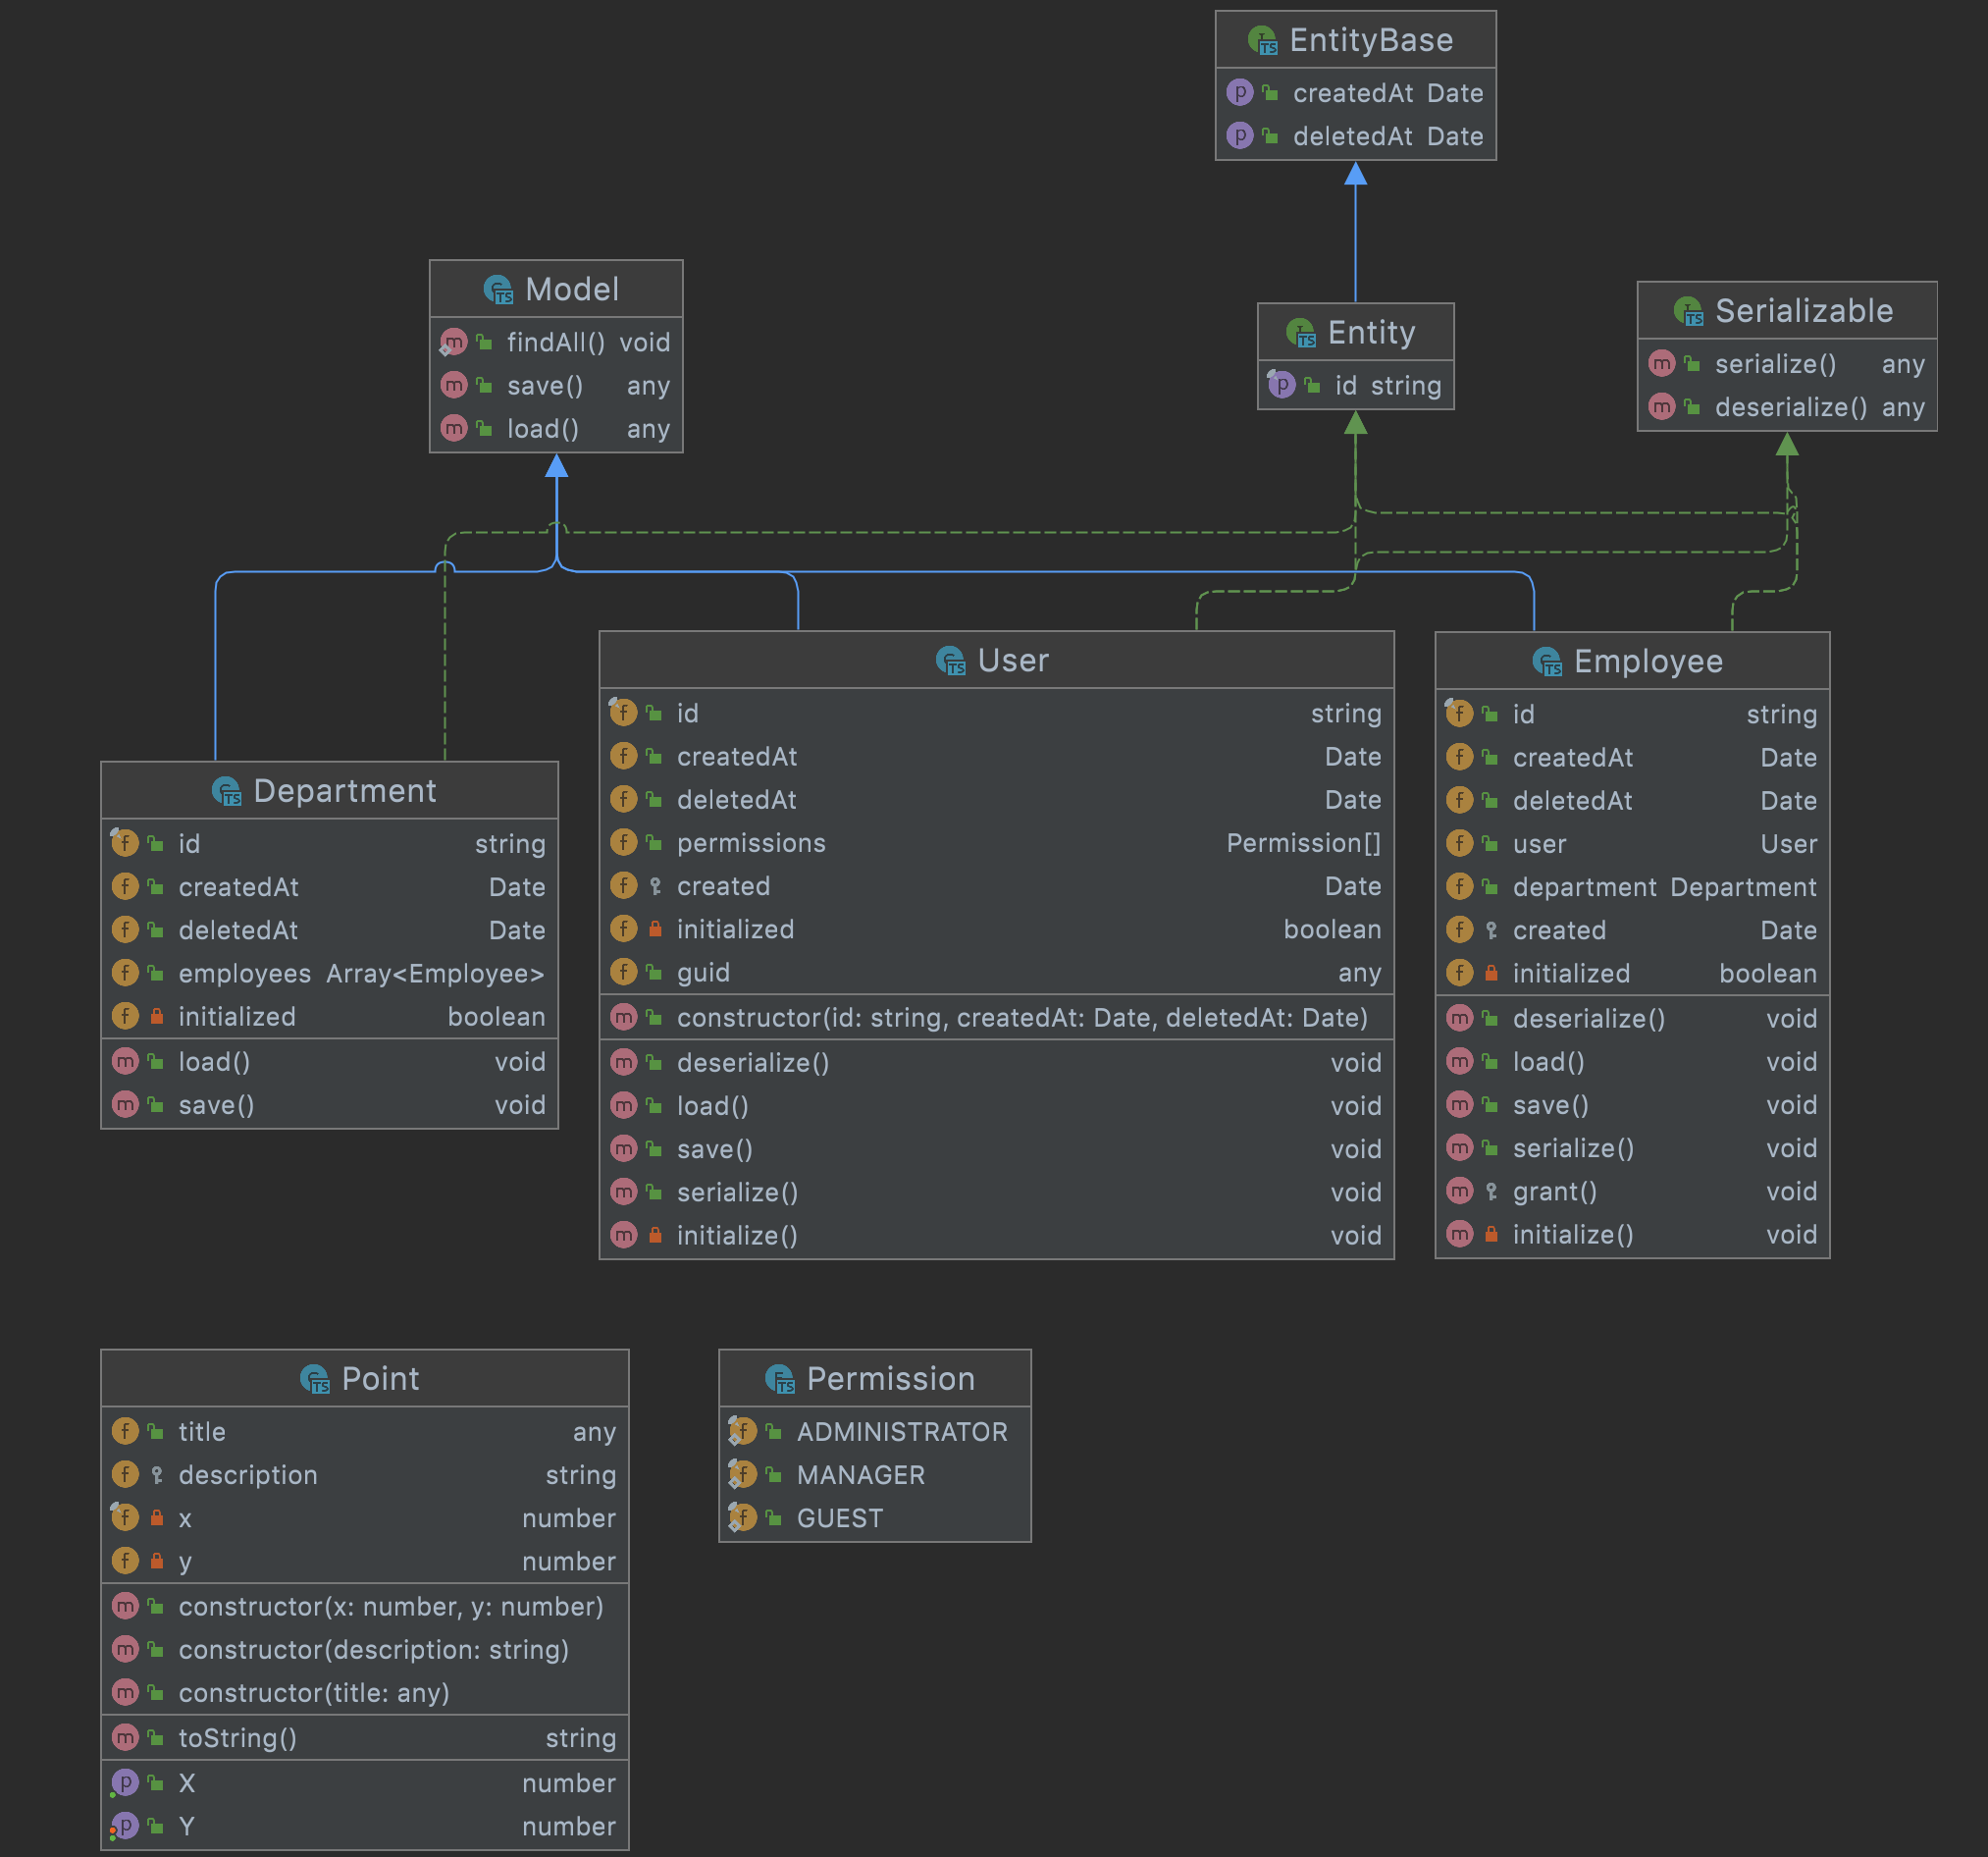 EntityBase
createdAt Date
deletedAt Date
Model
findAll() void
save() any
load() any
Entity
id string
Serializable
serialize() any
deserialize() any
Department
id string
createdAt Date
deletedAt Date
employees Array<Employee>
initialized boolean
load() void
save() void
User
id string
createdAt Date
deletedAt Date
permissions Permission[]
created Date
initialized boolean
guid any
constructor(id: string, createdAt: Date, deletedAt: Date)
deserialize() void
load() void
save() void
serialize() void
initialize() void
Employee
id string
createdAt Date
deletedAt Date
user User
department Department
created Date
initialized boolean
deserialize() void
load() void
save() void
serialize() void
grant() void
initialize() void
Point
title any
description string
x number
y number
constructor(x: number, y: number)
constructor(description: string)
constructor(title: any)
toString() string
X number
Y number
Permission
ADMINISTRATOR
MANAGER
GUEST